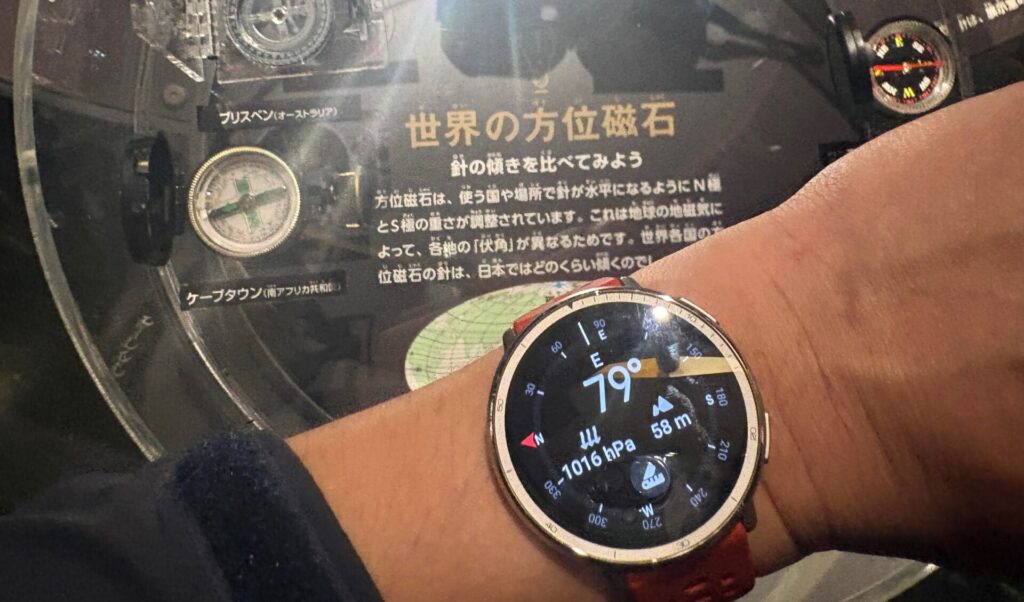 ブリスベン(オーストラリア)
世界の方位磁石
針の傾きを比べてみよう
方位磁石は、使う国や場所で針が水平になるようにN極
とS極の重さが調整されています。これは地球の地磁気に
よって、各地の「伏角」が異なるためです。世界各国の方
位磁石の針は、日本ではどのくらい傾くので
ケープタウン(南アフリカ共和国)
E
W
60
90
E
150
E
79°
30
S
180
58 m
N
1016 hPa
210
330
240
300
W
270